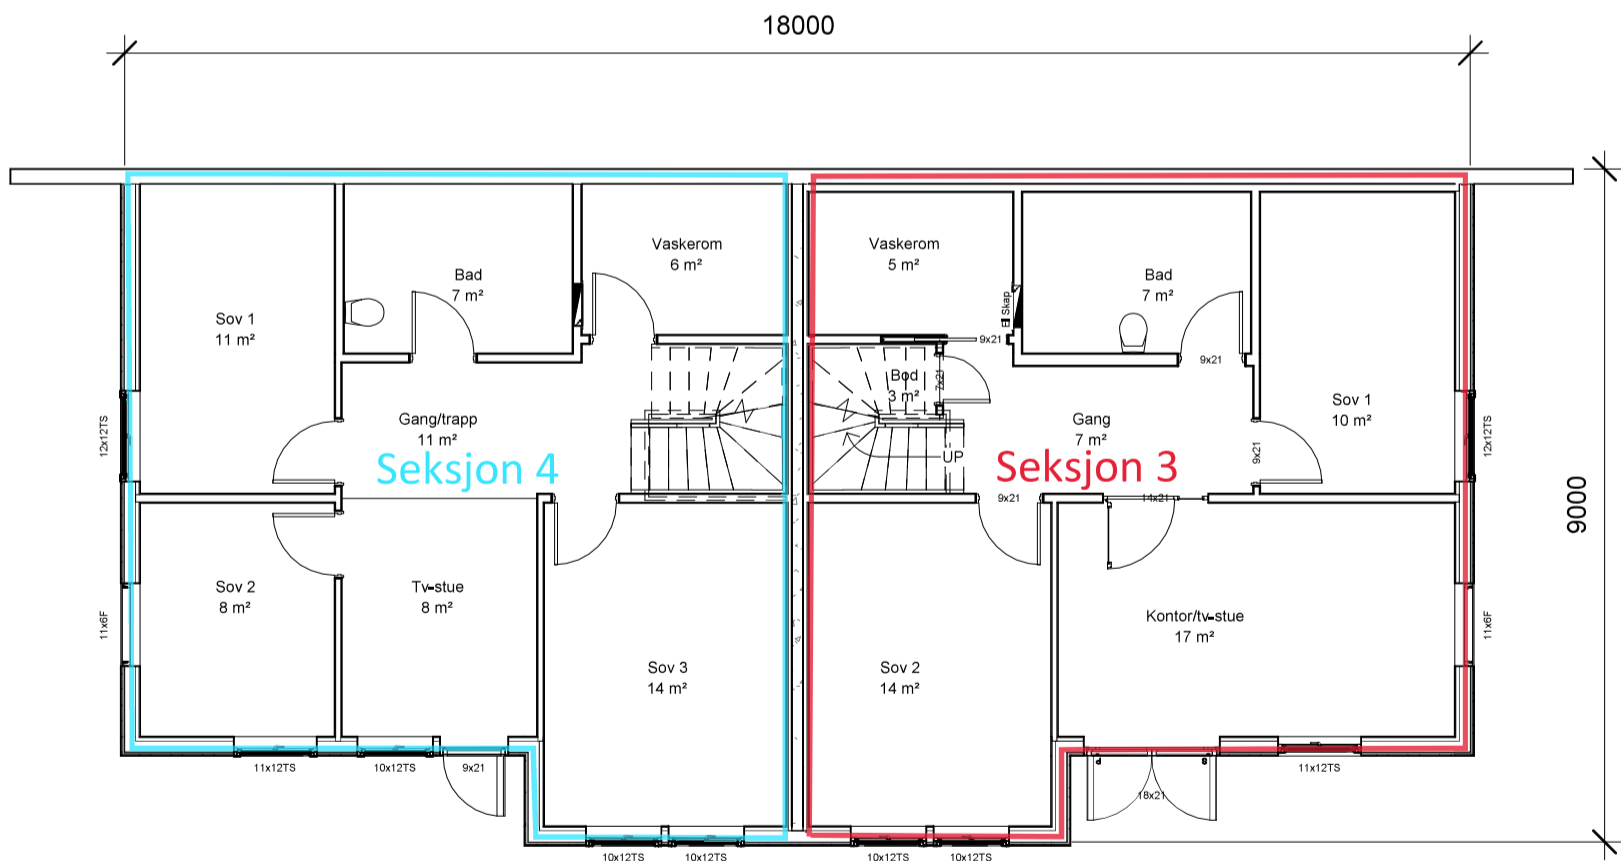 18000
9000
Sov 1
11 m²
Bad
7 m²
Vaskerom
6 m²
Vaskerom
5 m²
El Skap
9x21
Bad
7 m²
9x21
Sov 1
10 m²
Bod
3 m²
7x21
Gang/trapp
11 m²
Seksjon 4
UP
Gang
7 m²
Seksjon 3
9x21
12x12TS
12x12TS
9x21
14x21
Sov 2
8 m²
Tv-stue
8 m²
Sov 3
14 m²
Sov 2
14 m²
Kontor/tv-stue
17 m²
11x6F
11x6F
11x12TS
10x12TS
9x21
10x12TS
10x12TS
10x12TS
10x12TS
P
S
18x21
11x12TS